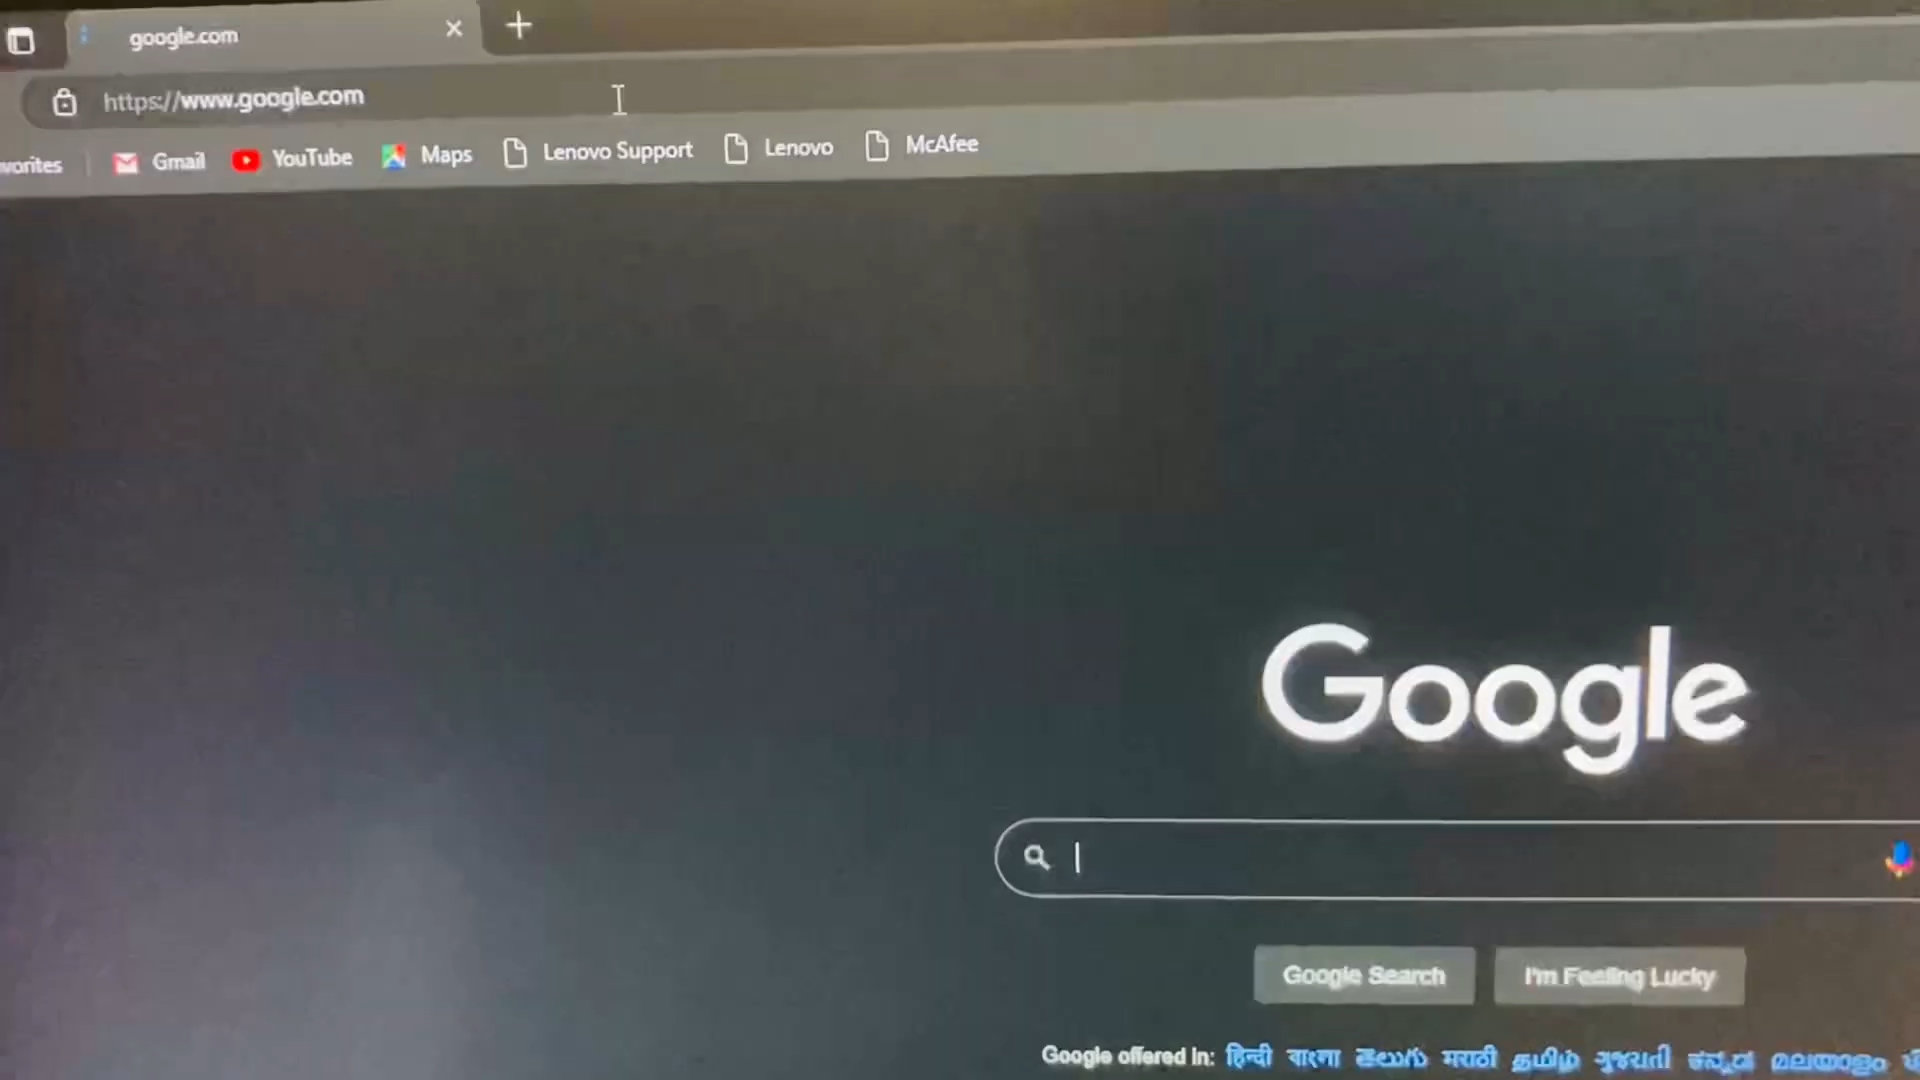 google.com
https://www.google.com
vorites Gmail YouTube Maps Lenovo Support Lenovo McAfee
Google
Google Search I'm Feeling Lucky
Google offered in: हिन्दी বাংলা తెలుగు मराठी தமிழ் ગુજરાતી ಕನ್ನಡ മലയാളം